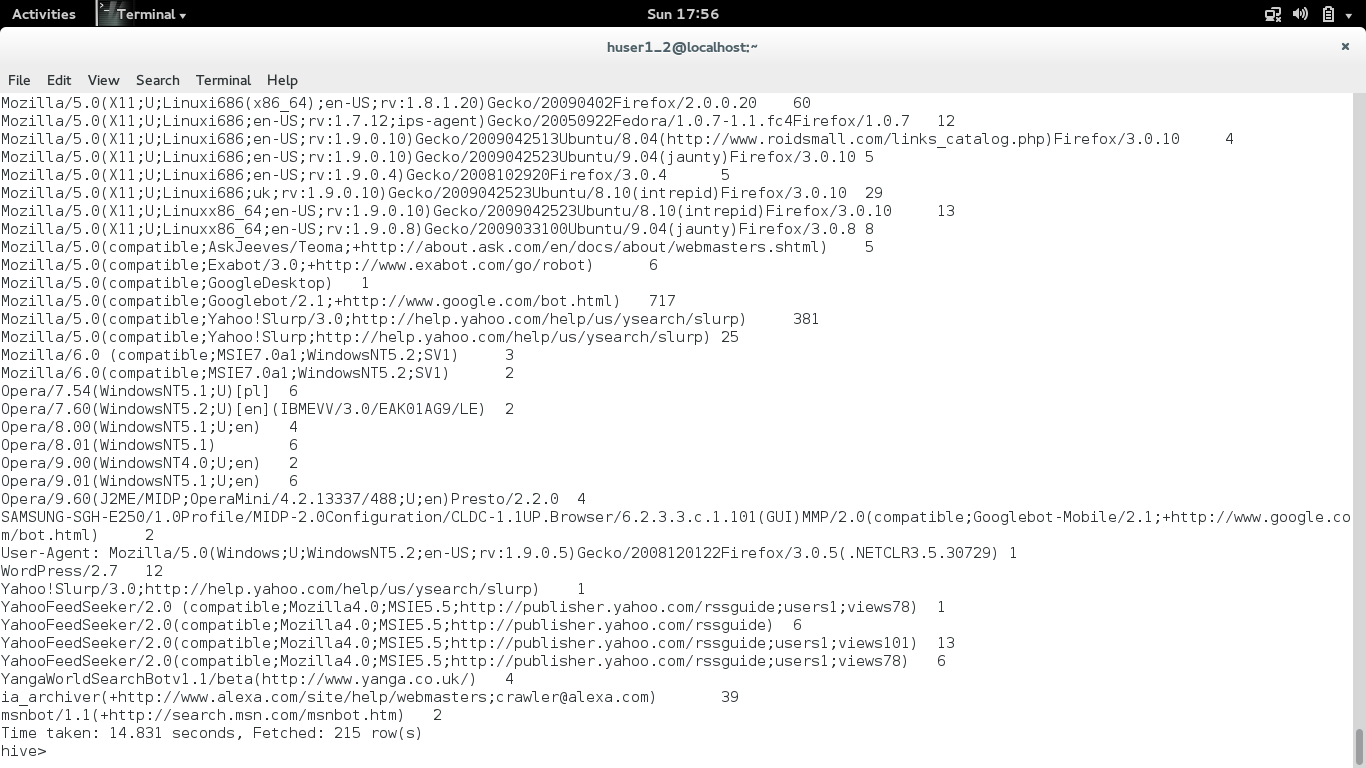 Activities Terminal Sun 17:56
huser1_2@localhost:~ ×
File Edit View Search Terminal Help
Mozilla/5.0(X11;U;Linuxi686(x86_64);en-US;rv:1.8.1.20)Gecko/20090402Firefox/2.0.0.20 60
Mozilla/5.0(X11;U;Linuxi686;en-US;rv:1.7.12;ips-agent)Gecko/20050922Fedora/1.0.7-1.1.fc4Firefox/1.0.7 12
Mozilla/5.0(X11;U;Linuxi686;en-US;rv:1.9.0.10)Gecko/2009042513Ubuntu/8.04(http://www.roidsmall.com/links_catalog.php)Firefox/3.0.10 4
Mozilla/5.0(X11;U;Linuxi686;en-US;rv:1.9.0.10)Gecko/2009042523Ubuntu/9.04(jaunty)Firefox/3.0.10 5
Mozilla/5.0(X11;U;Linuxi686;en-US;rv:1.9.0.4)Gecko/2008102920Firefox/3.0.4 5
Mozilla/5.0(X11;U;Linuxi686;uk;rv:1.9.0.10)Gecko/2009042523Ubuntu/8.10(intrepid)Firefox/3.0.10 29
Mozilla/5.0(X11;U;Linuxx86_64;en-US;rv:1.9.0.10)Gecko/2009042523Ubuntu/8.10(intrepid)Firefox/3.0.10 13
Mozilla/5.0(X11;U;Linuxx86_64;en-US;rv:1.9.0.8)Gecko/2009033100Ubuntu/9.04(jaunty)Firefox/3.0.8 8
Mozilla/5.0(compatible;AskJeeves/Teoma;+http://about.ask.com/en/docs/about/webmasters.shtml) 5
Mozilla/5.0(compatible;Exabot/3.0;+http://www.exabot.com/go/robot) 6
Mozilla/5.0(compatible;GoogleDesktop) 1
Mozilla/5.0(compatible;Googlebot/2.1;+http://www.google.com/bot.html) 717
Mozilla/5.0(compatible;Yahoo!Slurp/3.0;http://help.yahoo.com/help/us/ysearch/slurp) 381
Mozilla/5.0(compatible;Yahoo!Slurp;http://help.yahoo.com/help/us/ysearch/slurp) 25
Mozilla/6.0 (compatible;MSIE7.0a1;WindowsNT5.2;SV1) 3
Mozilla/6.0(compatible;MSIE7.0a1;WindowsNT5.2;SV1) 2
Opera/7.54(WindowsNT5.1;U)[pl] 6
Opera/7.60(WindowsNT5.2;U)[en](IBMEVV/3.0/EAK01AG9/LE) 2
Opera/8.00(WindowsNT5.1;U;en) 4
Opera/8.01(WindowsNT5.1) 6
Opera/9.00(WindowsNT4.0;U;en) 2
Opera/9.01(WindowsNT5.1;U;en) 6
Opera/9.60(J2ME/MIDP;OperaMini/4.2.13337/488;U;en)Presto/2.2.0 4
SAMSUNG-SGH-E250/1.0Profile/MIDP-2.0Configuration/CLDC-1.1UP.Browser/6.2.3.3.c.1.101(GUI)MMP/2.0(compatible;Googlebot-Mobile/2.1;+http://www.google.co
m/bot.html) 2
User-Agent: Mozilla/5.0(Windows;U;WindowsNT5.2;en-US;rv:1.9.0.5)Gecko/2008120122Firefox/3.0.5(.NETCLR3.5.30729) 1
WordPress/2.7 12
Yahoo!Slurp/3.0;http://help.yahoo.com/help/us/ysearch/slurp) 1
YahooFeedSeeker/2.0 (compatible;Mozilla4.0;MSIE5.5;http://publisher.yahoo.com/rssguide;users1;views78) 1
YahooFeedSeeker/2.0(compatible;Mozilla4.0;MSIE5.5;http://publisher.yahoo.com/rssguide) 6
YahooFeedSeeker/2.0(compatible;Mozilla4.0;MSIE5.5;http://publisher.yahoo.com/rssguide;users1;views101) 13
YahooFeedSeeker/2.0(compatible;Mozilla4.0;MSIE5.5;http://publisher.yahoo.com/rssguide;users1;views78) 6
YangaWorldSearchBotv1.1/beta(http://www.yanga.co.uk/) 4
ia_archiver(+http://www.alexa.com/site/help/webmasters;crawler@alexa.com) 39
msnbot/1.1(+http://search.msn.com/msnbot.htm) 2
Time taken: 14.831 seconds, Fetched: 215 row(s)
hive>